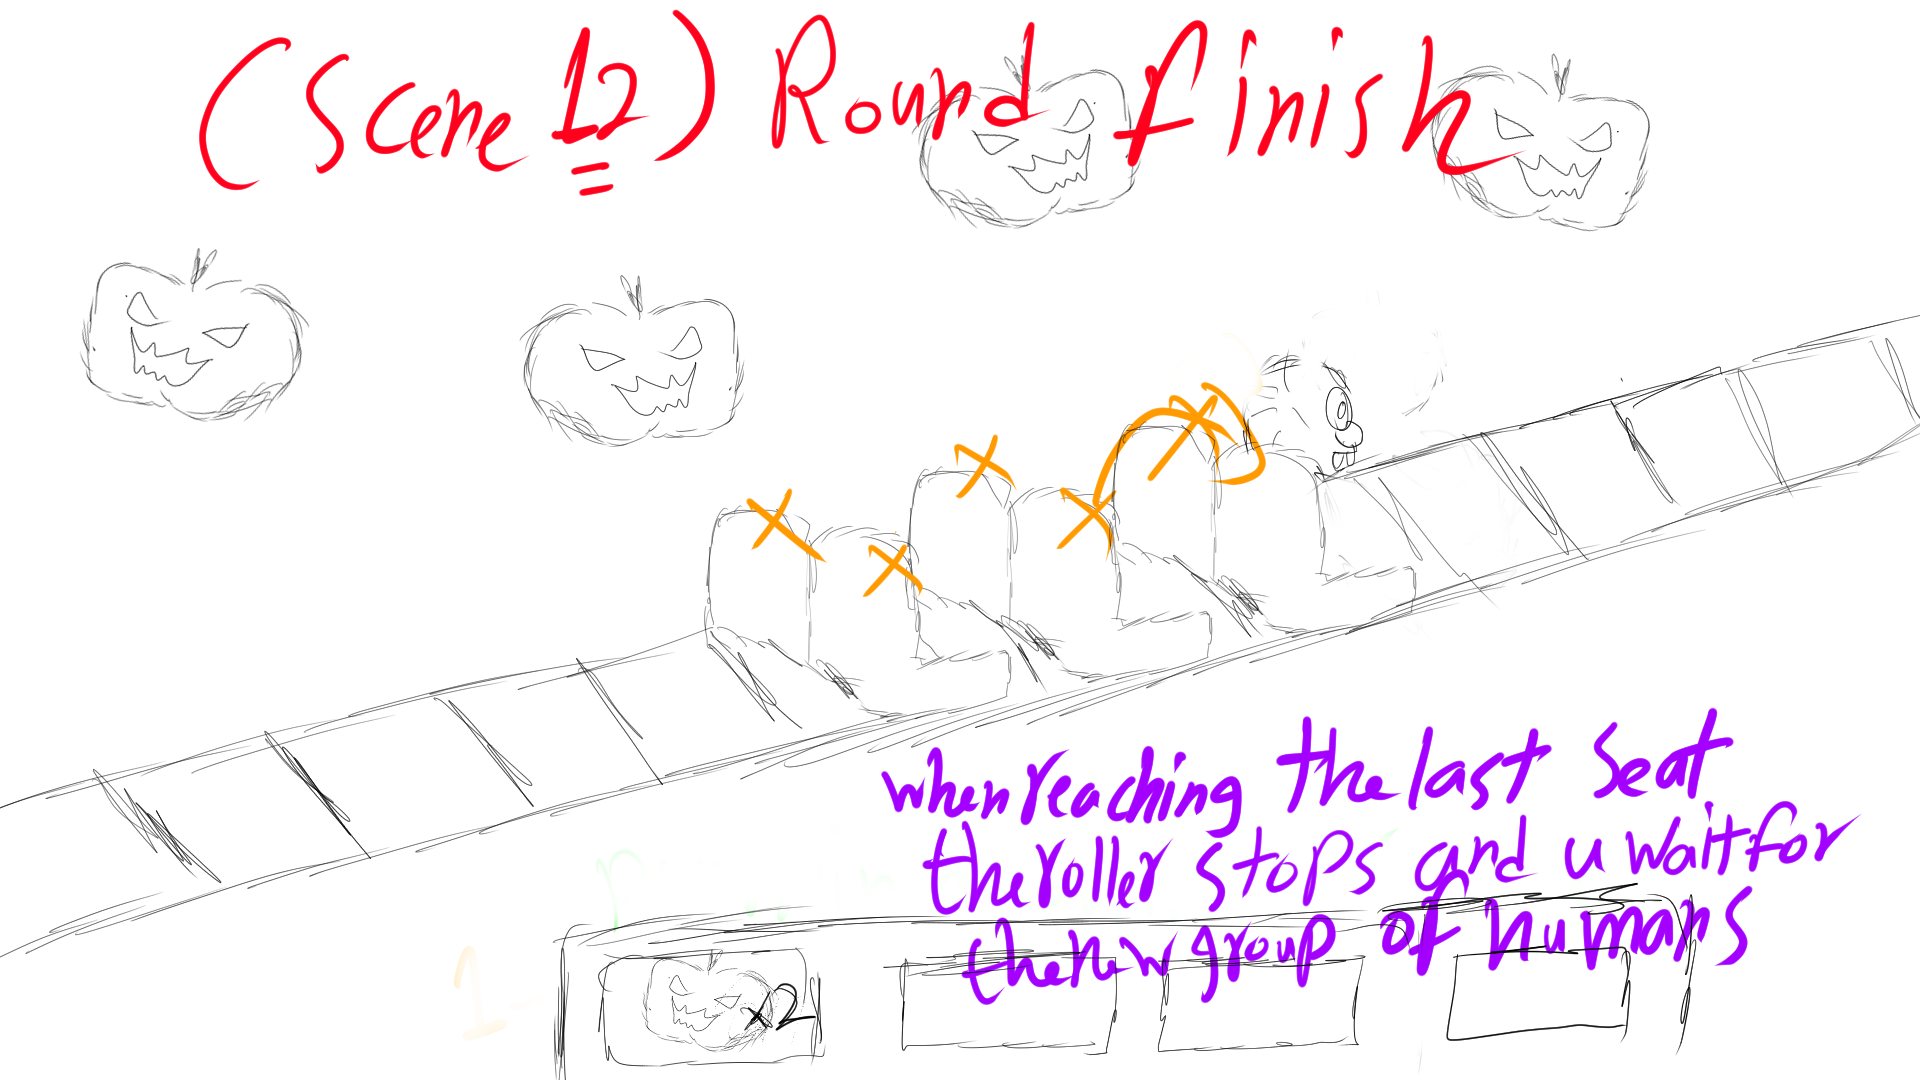 (Scene 12) Round finish
when reaching the last seat
the roller stops and u wait for
the new group of humans
x2